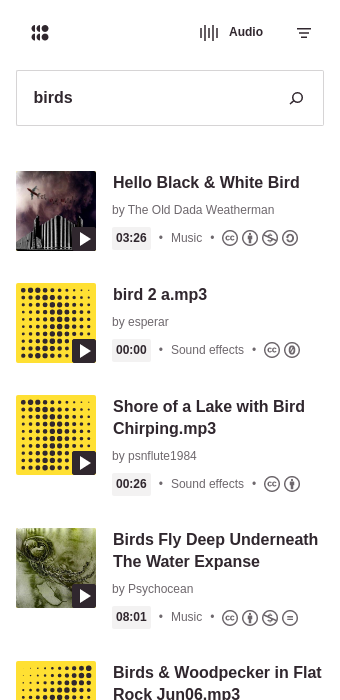 Audio
birds
Hello Black & White Bird
by The Old Dada Weatherman
03:26 • Music •
bird 2 a.mp3
by esperar
00:00 • Sound effects •
Shore of a Lake with Bird
Chirping.mp3
by psnflute1984
00:26 • Sound effects •
Birds Fly Deep Underneath
The Water Expanse
by Psychocean
08:01 • Music •
Birds & Woodpecker in Flat
Rock Jun06.mp3